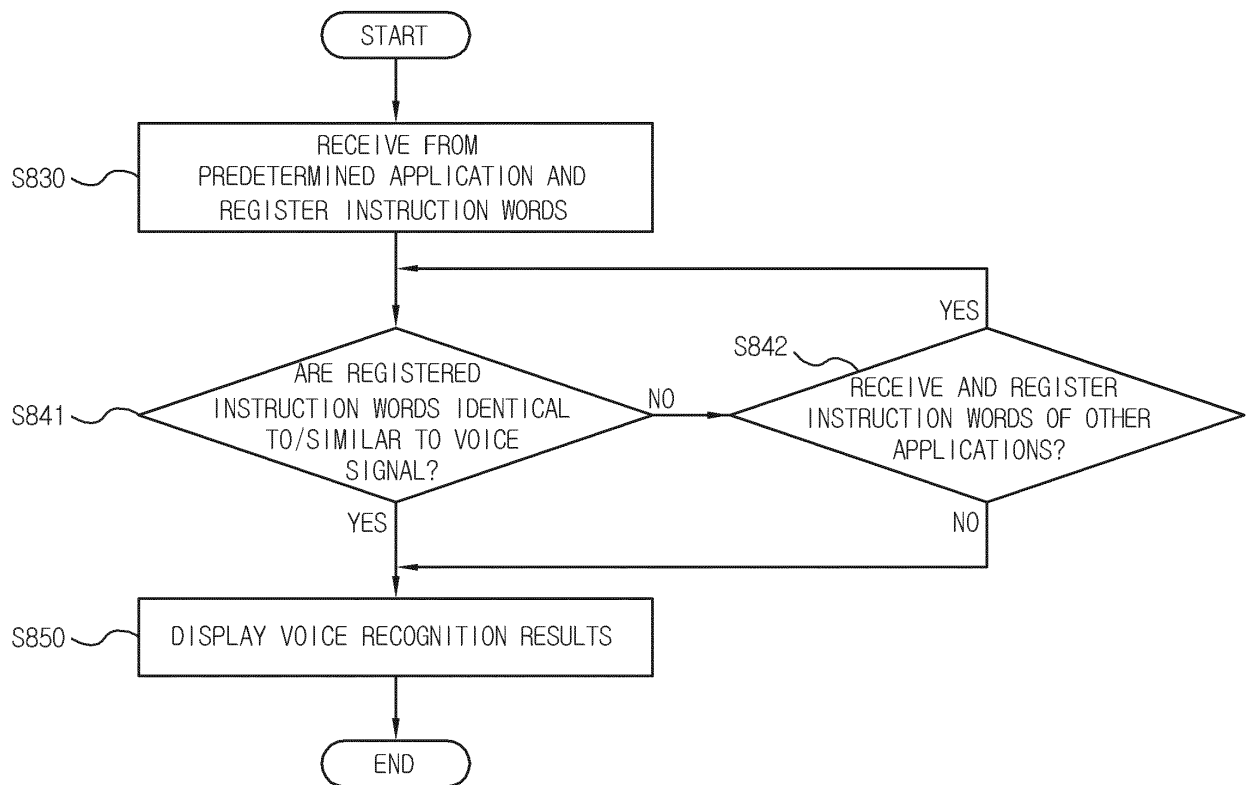 START
RECEIVE FROM
PREDETERMINED APPLICATION AND
REGISTER INSTRUCTION WORDS
S830
YES
S842
ARE REGISTERED
INSTRUCTION WORDS IDENTICAL
TO/SIMILAR TO VOICE
SIGNAL?
S841
NO
RECEIVE AND REGISTER
INSTRUCTION WORDS OF OTHER
APPLICATIONS?
YES
NO
S850
DISPLAY VOICE RECOGNITION RESULTS
END